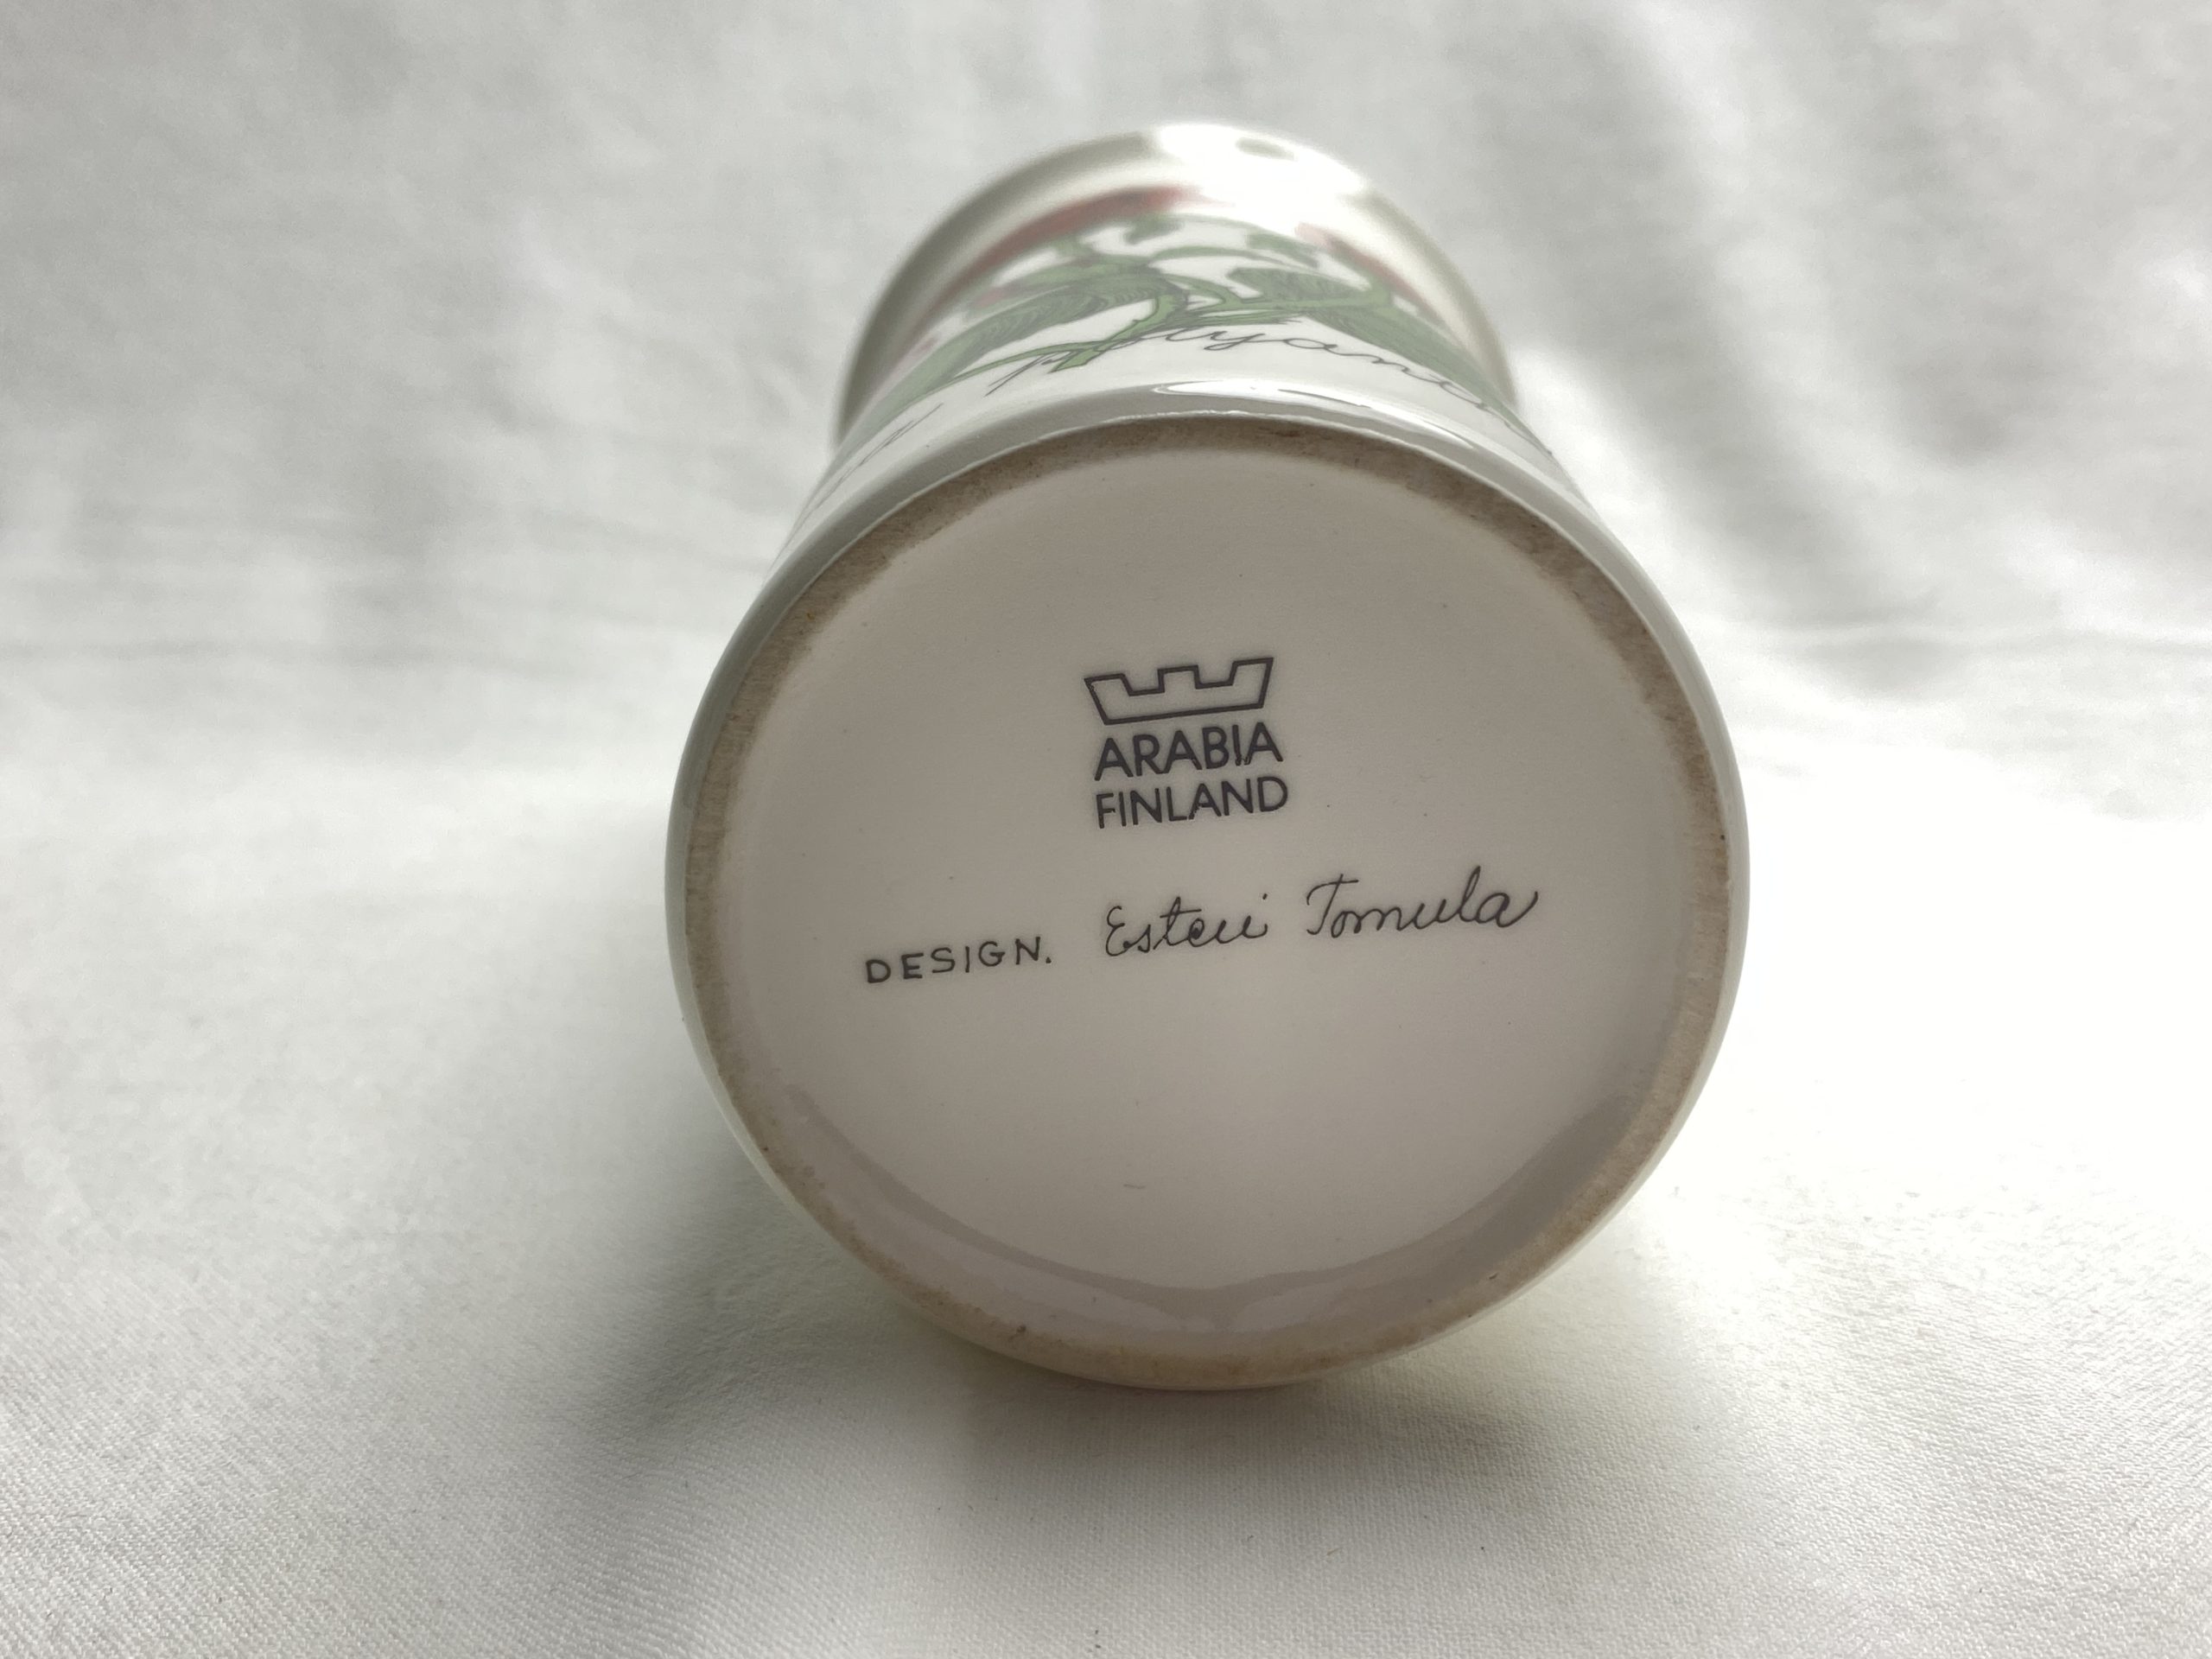 ARABIA
FINLAND
DESIGN. Esteri Tomula